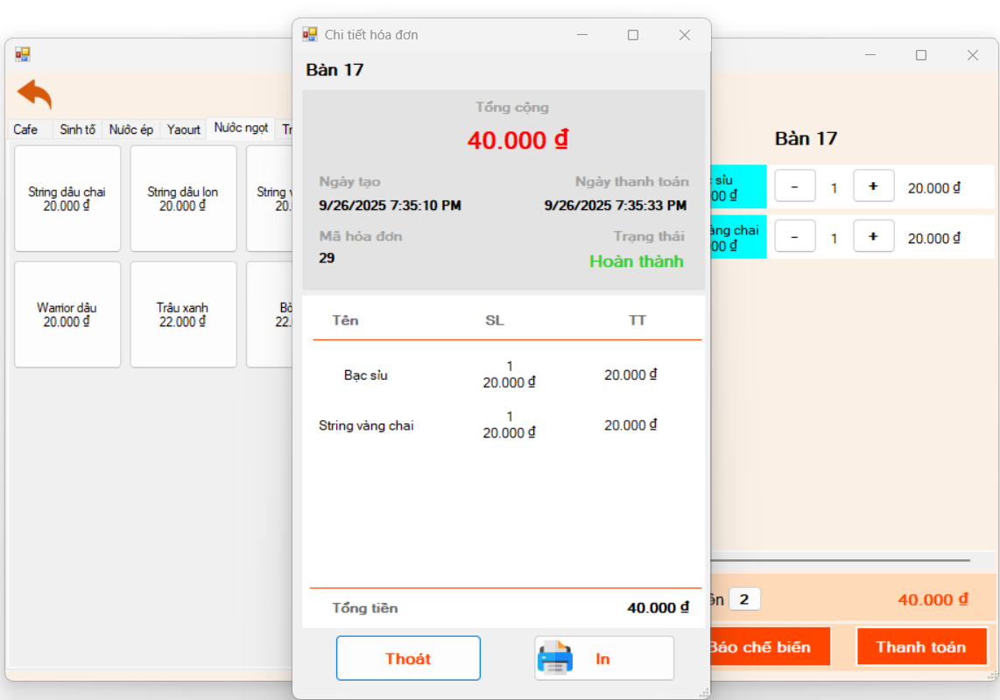 Chi tiết hóa đơn
Bàn 17
Tổng cộng
40.000 ₫
Ngày tạo
Ngày thanh toán
9/26/2025 7:35:10 PM
9/26/2025 7:35:33 PM
Mã hóa đơn
Trạng thái
29
Hoàn thành
Tên SL TT
Bạc sỉu
1
20.000 ₫
20.000 ₫
String vàng chai
1
20.000 ₫
20.000 ₫
Tổng tiền 40.000 ₫
Thoát
In
Cafe Sinh tố Nước ép Yaourt Nước ngọt
String dâu chai
20.000 ₫
String dâu lon
20.000 ₫
String
20.
Warrior dâu
20.000 ₫
Trâu xanh
22.000 ₫
22.
Bàn 17
sỉu
00 ₫
- 1 + 20.000 ₫
àng chai
00 ₫
- 1 + 20.000 ₫
2
40.000 ₫
Báo chế biến
Thanh toán